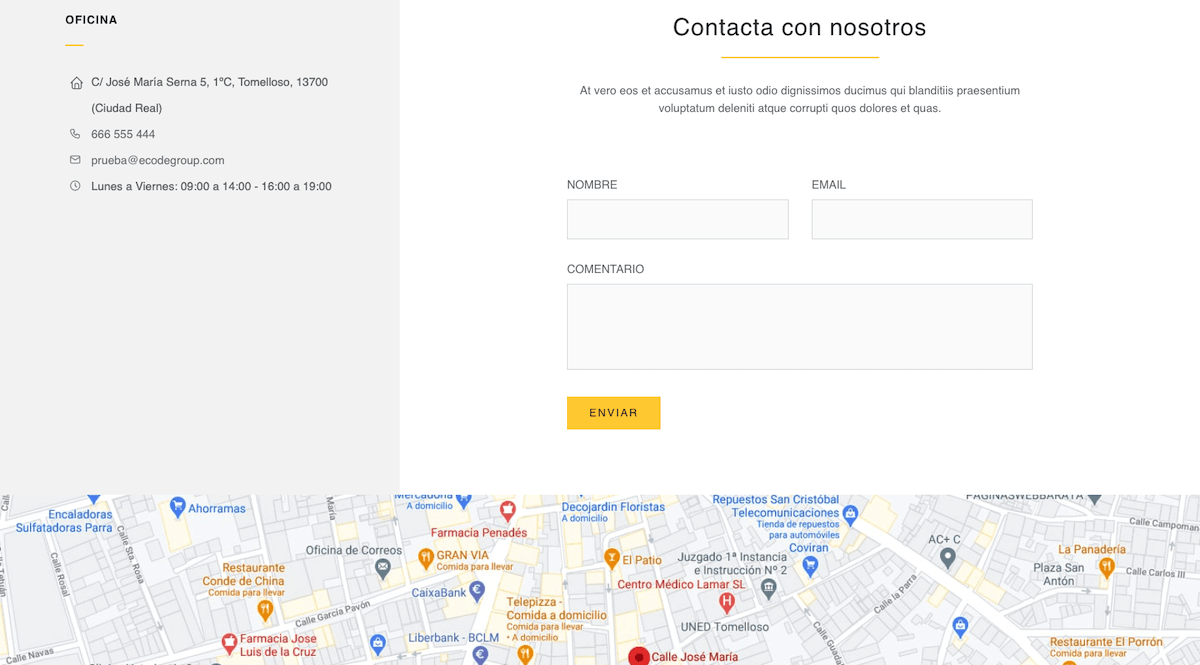 OFICINA
C/ José María Serna 5, 1ºC, Tomelloso, 13700
(Ciudad Real)
666 555 444
prueba@ecodegroup.com
Lunes a Viernes: 09:00 a 14:00 - 16:00 a 19:00
Contacta con nosotros
At vero eos et accusamus et iusto odio dignissimos ducimus qui blanditiis praesentium
voluptatum deleniti atque corrupti quos dolores et quas.
NOMBRE
EMAIL
COMENTARIO
ENVIAR
Encaladoras
Sulfatadoras Parra
Ahorramas
Calle Sta. Rosa
Calle Rosal
María
Mercadona
A domicilio
Farmacia Penadés
Decojardin Floristas
A domicilio
Repuestos San Cristóbal
Telecomunicaciones
Tienda de repuestos
para automóviles
Coviran
PAGINASWEBBARATA
Calle Campoman
AC+ C
La Panadería
Comida para llevar
Plaza San
Antón
Calle Carlos III
Oficina de Correos
GRAN VIA
Comida para llevar
El Patio
Juzgado 1ª Instancia
e Instrucción Nº 2
Centro Médico Lamar SL
Restaurante
Conde de China
Comida para llevar
CaixaBank
Calle García Pavón
Telepizza -
Comida a domicilio
Comida para llevar
• A domicilio
UNED Tomelloso
Calle la Parra
Farmacia Jose
Luis de la Cruz
Liberbank - BCLM
Calle José María
Restaurante El Porrón
Comida para llevar
Calle Navas